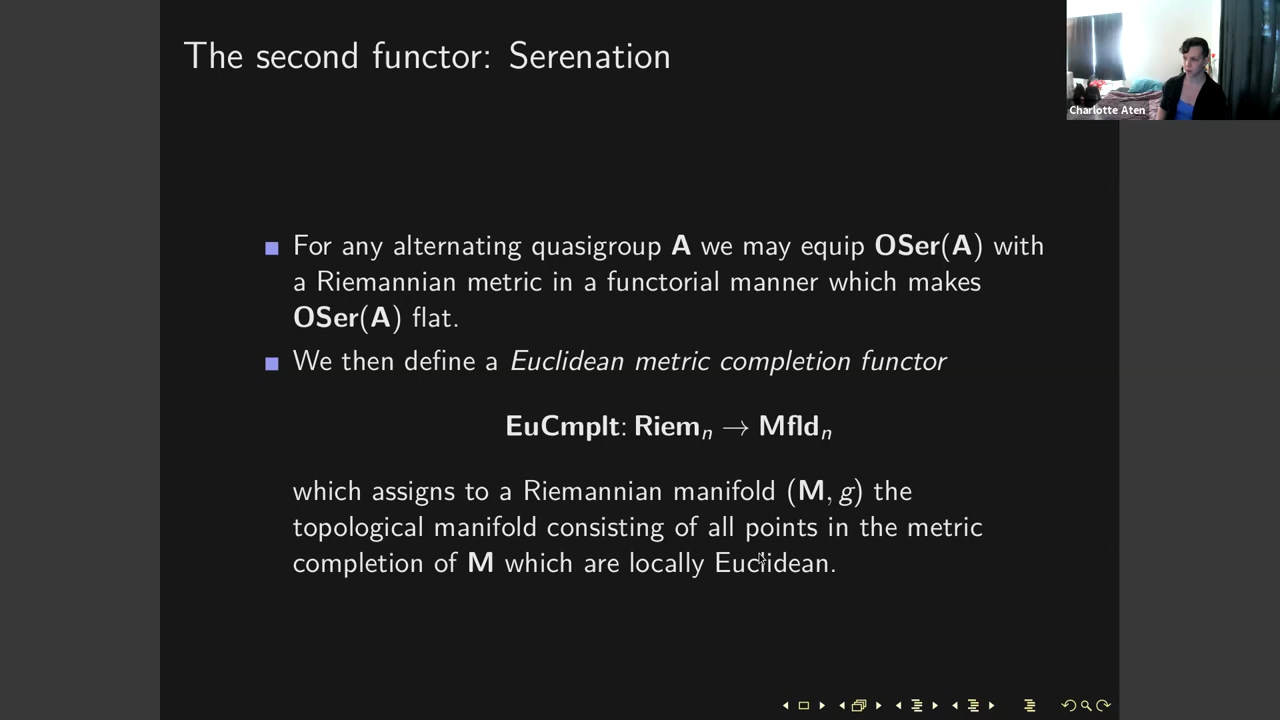 The second functor: Serenation
Charlotte Aten
■ For any alternating quasigroup A we may equip OSer(A) with
a Riemannian metric in a functorial manner which makes
OSer(A) flat.
■ We then define a Euclidean metric completion functor
EuCmplt: Riemₙ → Mfldₙ
which assigns to a Riemannian manifold (M, g) the
topological manifold consisting of all points in the metric
completion of M which are locally Euclidean.